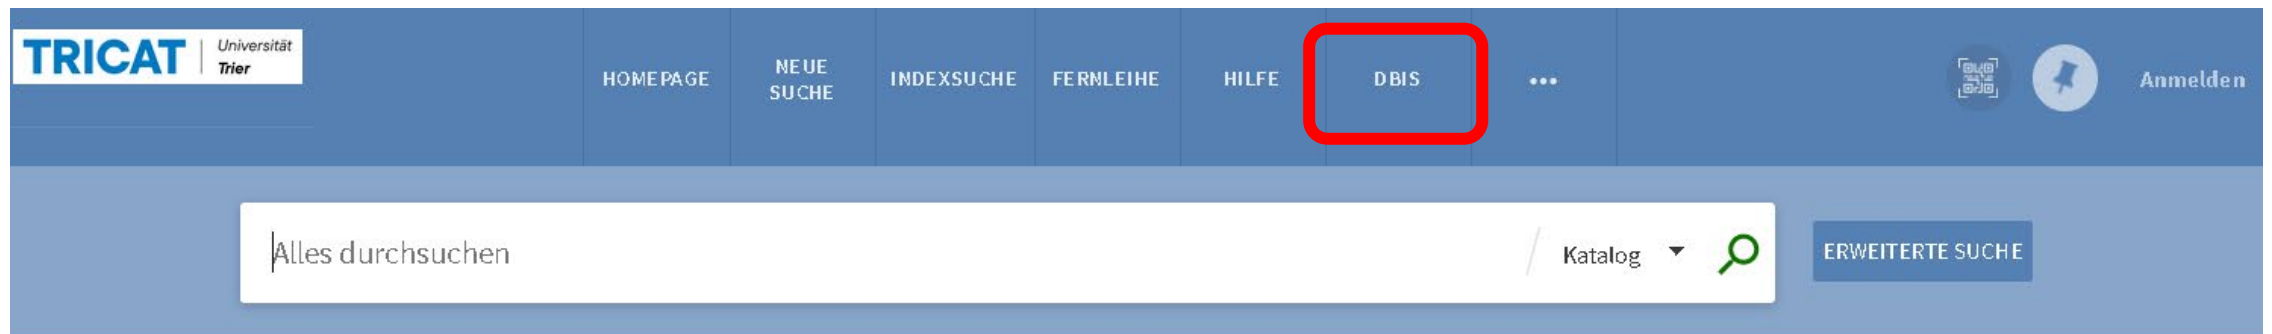 TRICAT Universität
Trier
HOMEPAGE
NEUE
SUCHE
INDEXSUCHE
FERNLEIHE
HILFE
DBIS
•••
Anmelden
Alles durchsuchen
Katalog
ERWEITERTE SUCHE